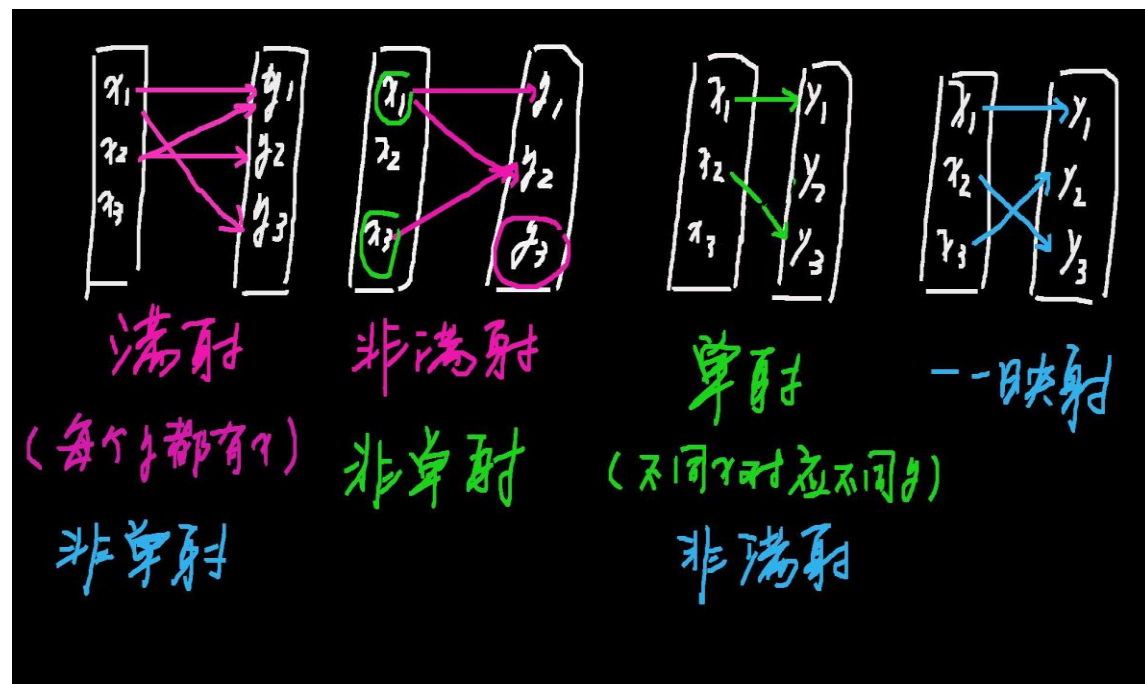 x₁ y₁ x₁ y₁ x₁ y₁ x₁ y₁
x₂ y₂ x₂ y₂ x₂ y₂ x₂ y₂
x₃ y₃ x₃ y₃ x₃ y₃ x₃ y₃
满射 非满射 单射 一一映射
(每个y都有x) 非单射 (不同x对应不同y)
非单射 非满射